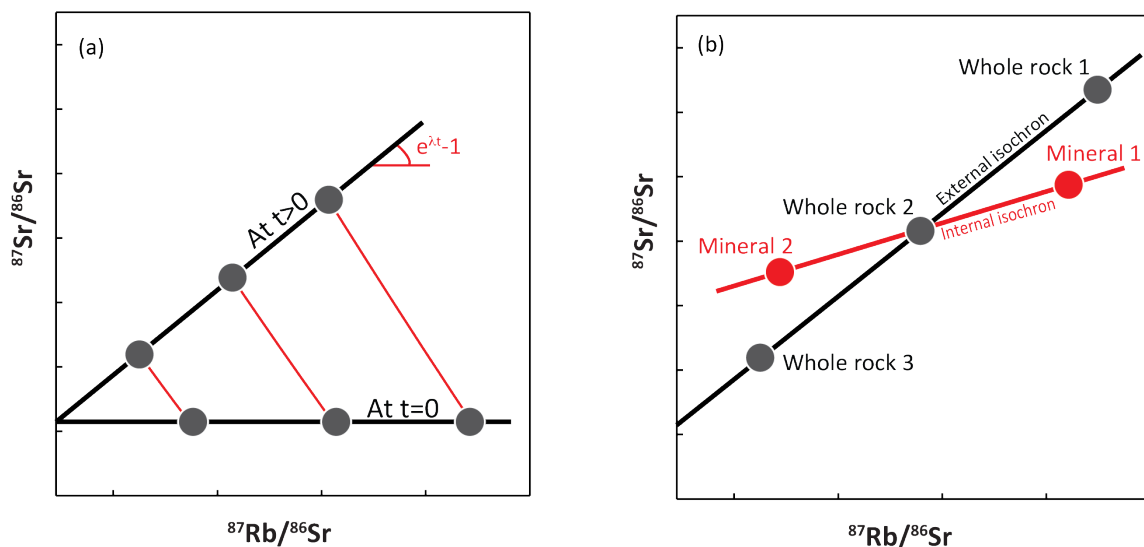 (a)
e^λt-1
At t>0
At t=0
⁸⁷Sr/⁸⁶Sr
⁸⁷Rb/⁸⁶Sr
(b)
Whole rock 1
External isochron
Mineral 1
Whole rock 2
Internal isochron
Mineral 2
Whole rock 3
⁸⁷Sr/⁸⁶Sr
⁸⁷Rb/⁸⁶Sr